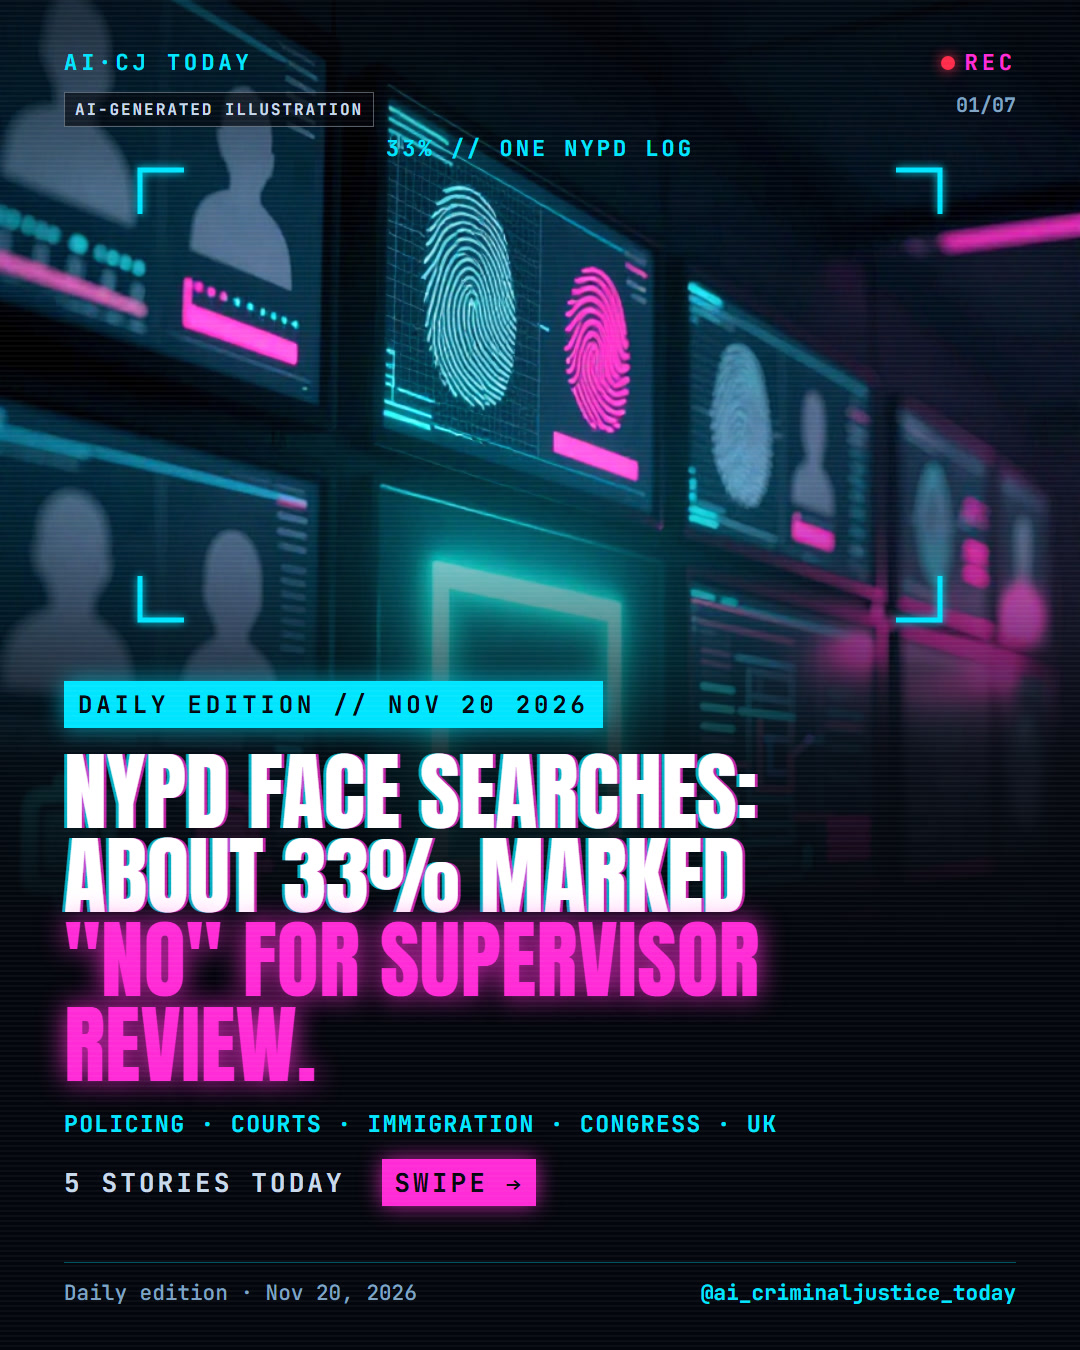 AI·CJ TODAY
REC
AI-GENERATED ILLUSTRATION
01/07
33% // ONE NYPD LOG
DAILY EDITION // NOV 20 2026
NYPD FACE SEARCHES:
ABOUT 33% MARKED
"NO" FOR SUPERVISOR
REVIEW.
POLICING · COURTS · IMMIGRATION · CONGRESS · UK
5 STORIES TODAY
SWIPE →
Daily edition · Nov 20, 2026
@ai_criminaljustice_today